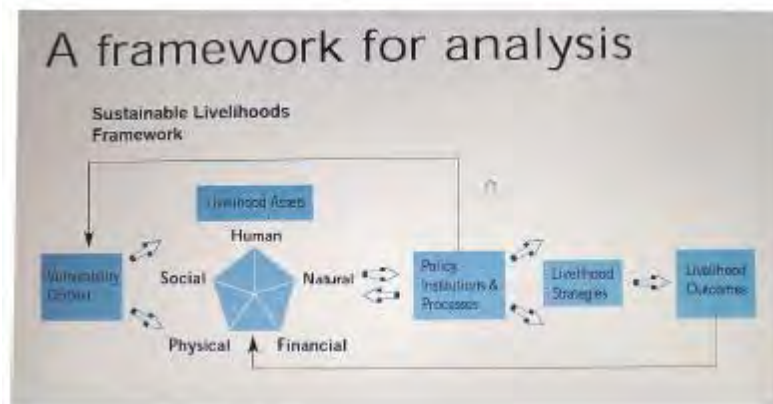 A framework for analysis
Sustainable Livelihoods
Framework
Livelihood Assets
Human
Vulnerability
Context
Social
Natural
Physical
Financial
Policy,
Institutions &
Processes
Livelihood
Strategies
Livelihood
Outcomes